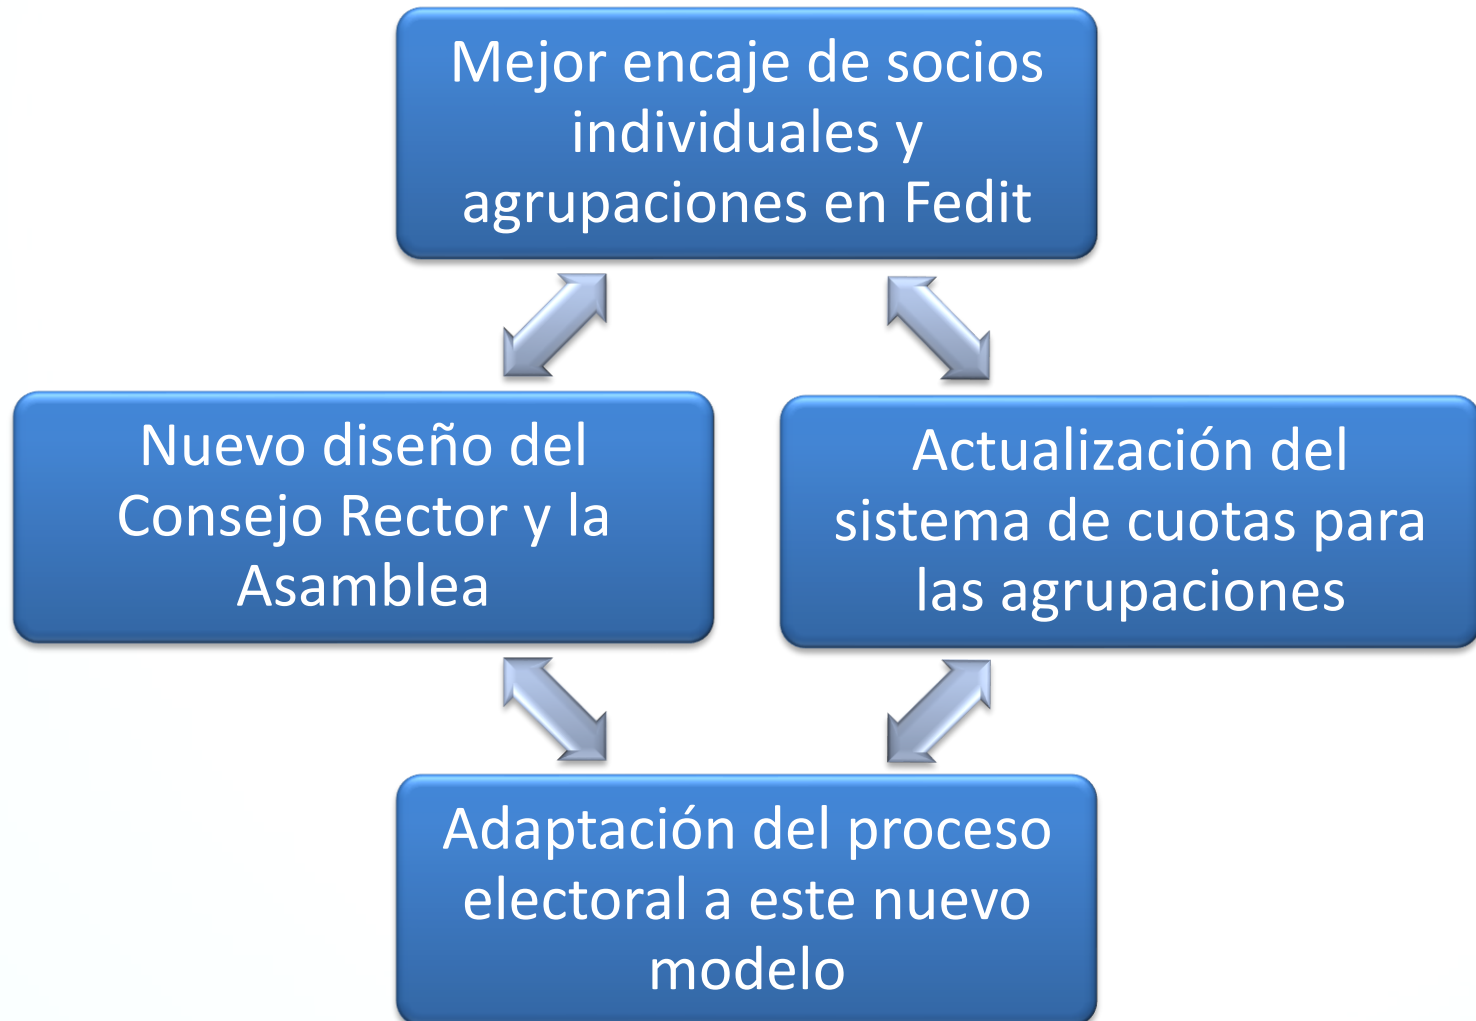 Mejor encaje de socios
individuales y
agrupaciones en Fedit
Nuevo diseño del
Consejo Rector y la
Asamblea
Actualización del
sistema de cuotas para
las agrupaciones
Adaptación del proceso
electoral a este nuevo
modelo